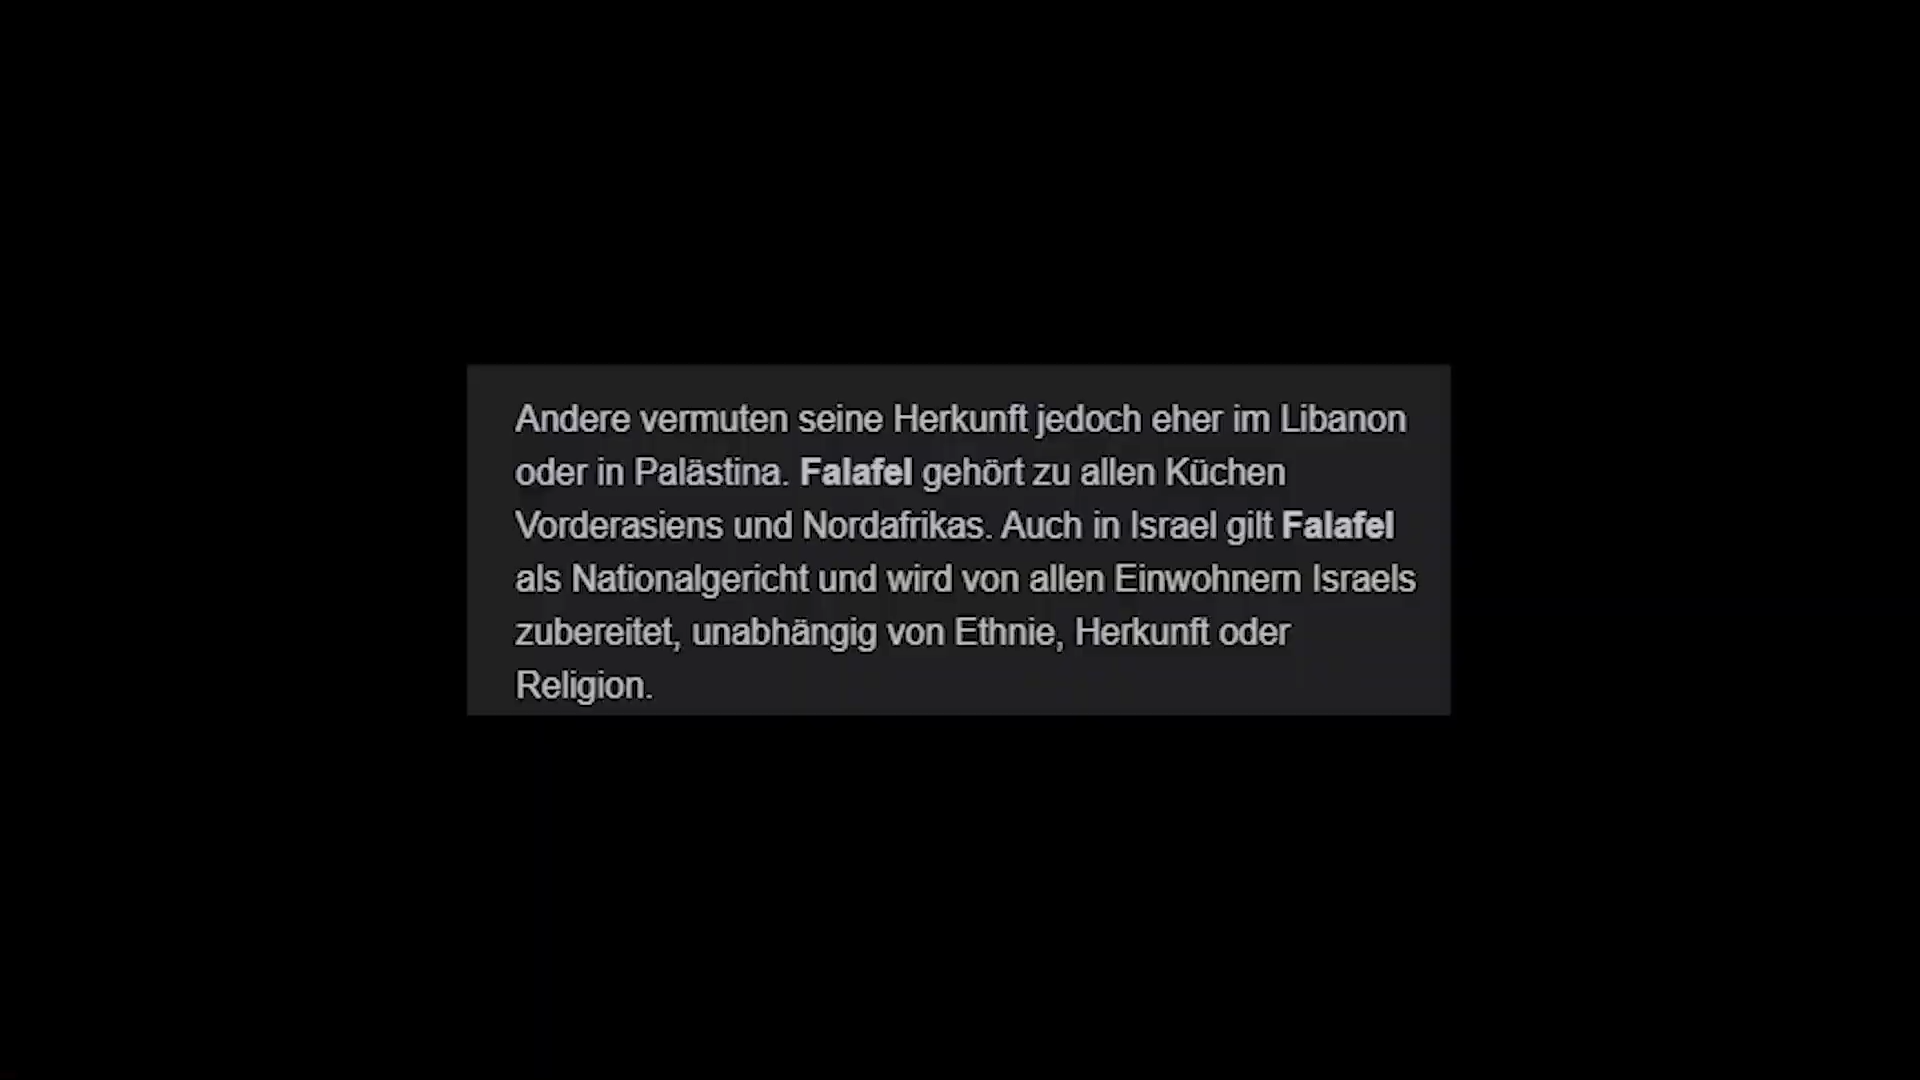 Andere vermuten seine Herkunft jedoch eher im Libanon
oder in Palästina. Falafel gehört zu allen Küchen
Vorderasiens und Nordafrikas. Auch in Israel gilt Falafel
als Nationalgericht und wird von allen Einwohnern Israels
zubereitet, unabhängig von Ethnie, Herkunft oder
Religion.